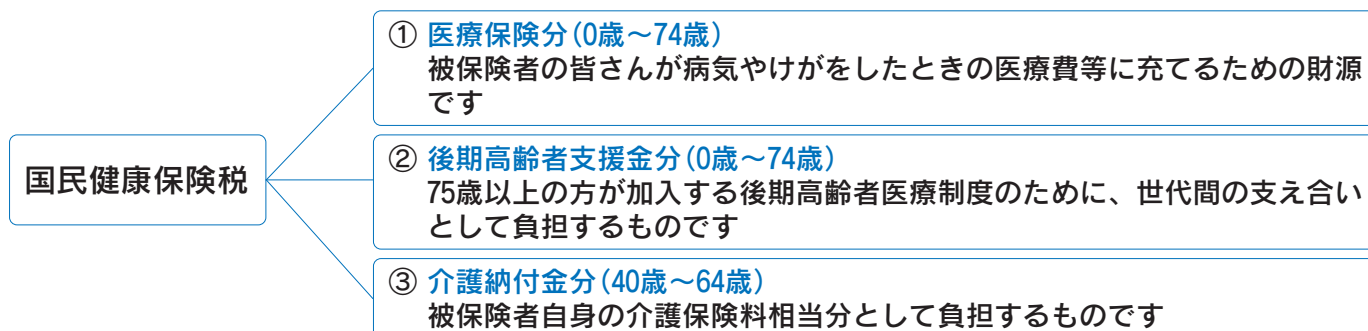 国民健康保険税
① 医療保険分(0歳～74歳)
被保険者の皆さんが病気やけがをしたときの医療費等に充てるための財源
です
② 後期高齢者支援金分(0歳～74歳)
75歳以上の方が加入する後期高齢者医療制度のために、世代間の支え合い
として負担するものです
③ 介護納付金分(40歳～64歳)
被保険者自身の介護保険料相当分として負担するものです